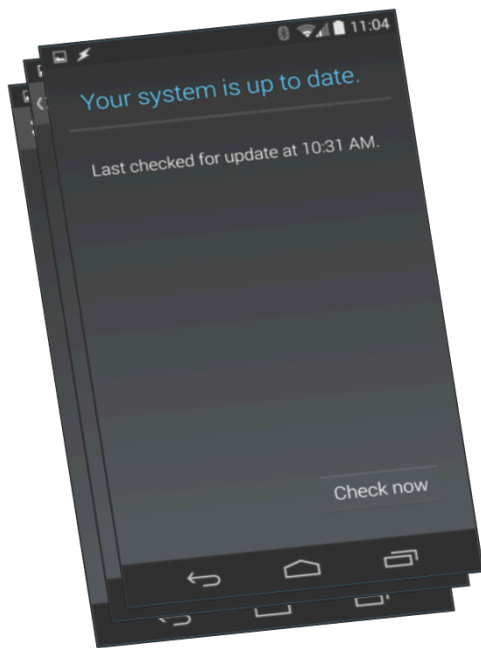 11:04
Your system is up to date.
Last checked for update at 10:31 AM.
Check now